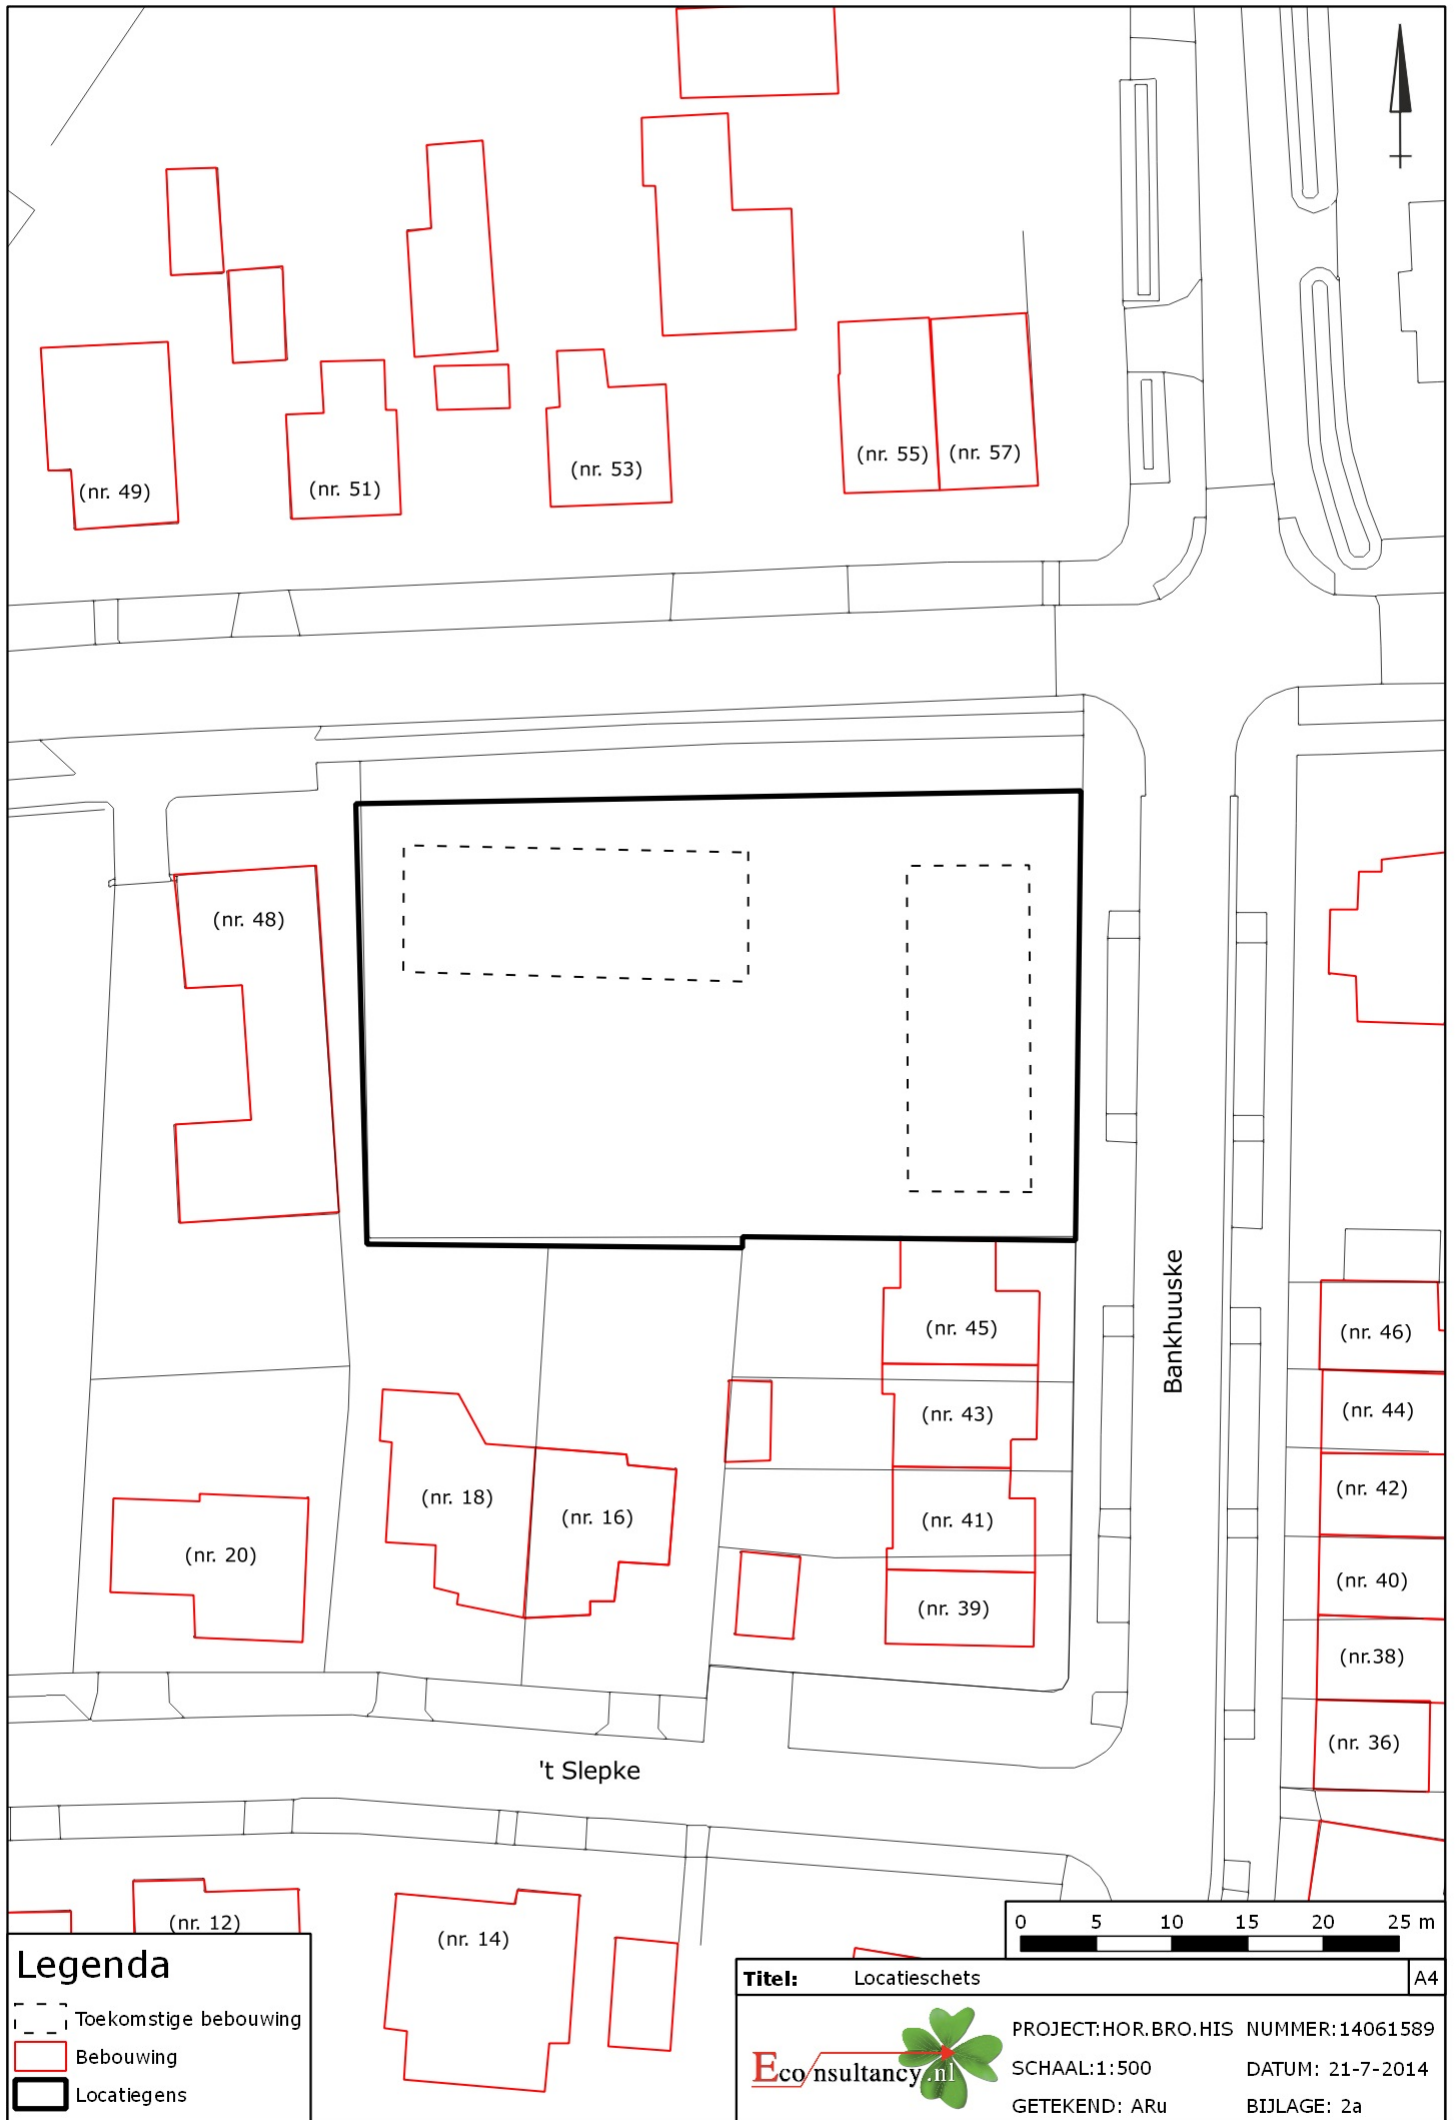 (nr. 49)
(nr. 51)
(nr. 53)
(nr. 55)
(nr. 57)
(nr. 48)
Bankhuuske
(nr. 45)
(nr. 46)
(nr. 43)
(nr. 44)
(nr. 18)
(nr. 16)
(nr. 42)
(nr. 41)
(nr. 20)
(nr. 40)
(nr. 39)
(nr.38)
(nr. 36)
't Slepke
(nr. 12)
(nr. 14)
0 5 10 15 20 25 m
Legenda
Toekomstige bebouwing
Bebouwing
Locatiegens
Titel: Locatieschets A4
Econsultancy.nl
PROJECT:HOR.BRO.HIS NUMMER:14061589
SCHAAL:1:500 DATUM: 21-7-2014
GETEKEND: ARu BIJLAGE: 2a